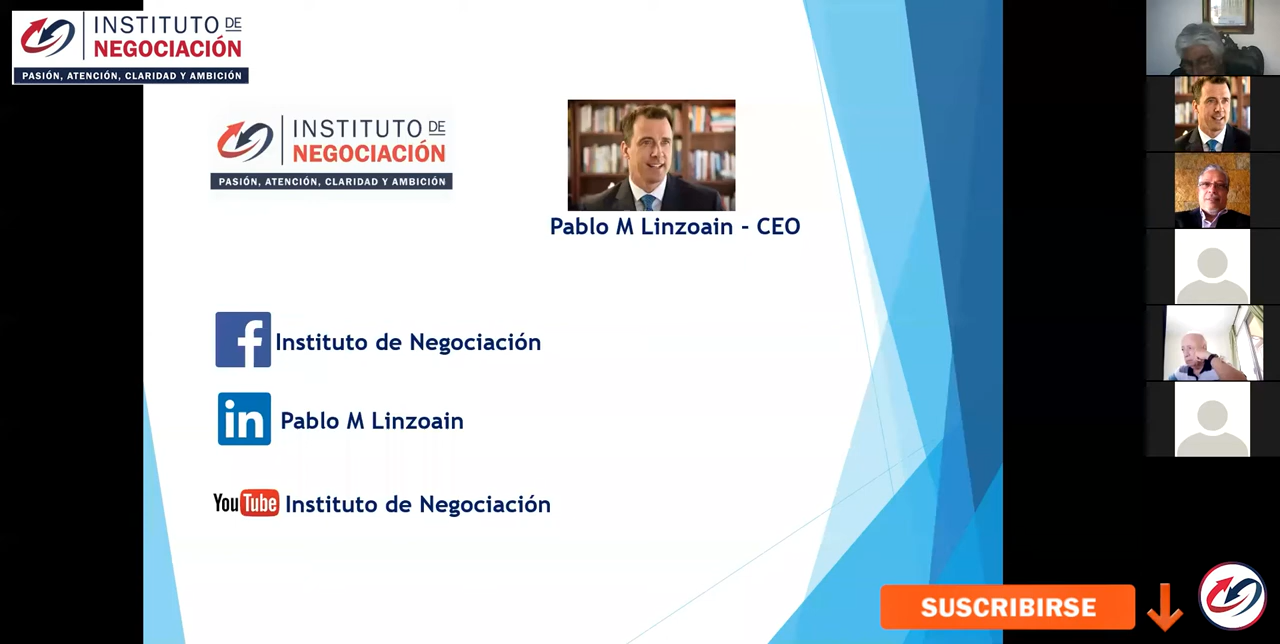 INSTITUTO DE
NEGOCIACIÓN
PASIÓN, ATENCIÓN, CLARIDAD Y AMBICIÓN
INSTITUTO DE
NEGOCIACIÓN
PASIÓN, ATENCIÓN, CLARIDAD Y AMBICIÓN
Pablo M Linzoain - CEO
f Instituto de Negociación
in Pablo M Linzoain
YouTube Instituto de Negociación
SUSCRIBIRSE